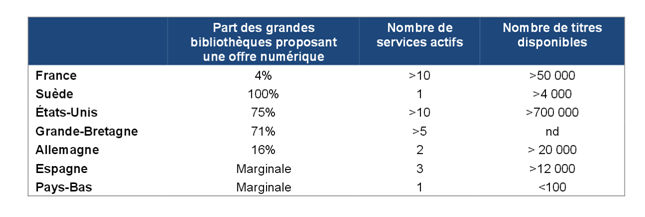 Part des grandes bibliothèques proposant une offre numérique | Nombre de services actifs | Nombre de titres disponibles
France | 4% | >10 | >50 000
Suède | 100% | 1 | >4 000
États-Unis | 75% | >10 | >700 000
Grande-Bretagne | 71% | >5 | nd
Allemagne | 16% | 2 | > 20 000
Espagne | Marginale | 3 | >12 000
Pays-Bas | Marginale | 1 | <100